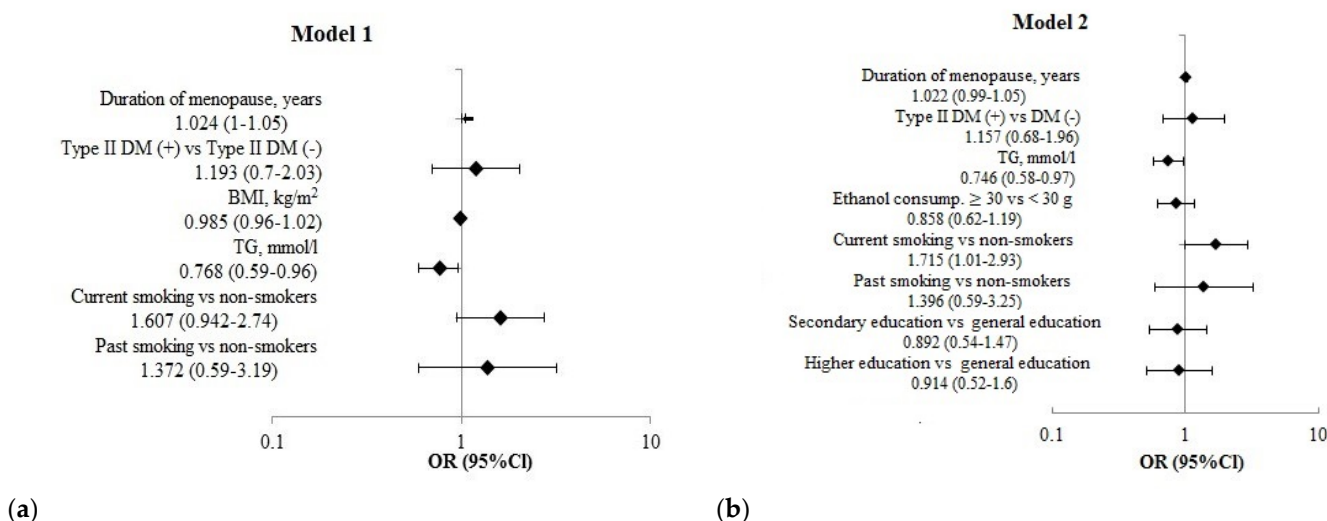 Model 1
Duration of menopause, years
1.024 (1-1.05)
Type II DM (+) vs Type II DM (-)
1.193 (0.7-2.03)
BMI, kg/m²
0.985 (0.96-1.02)
TG, mmol/l
0.768 (0.59-0.96)
Current smoking vs non-smokers
1.607 (0.942-2.74)
Past smoking vs non-smokers
1.372 (0.59-3.19)
0.1 1 10
OR (95%CI)
(a)
Model 2
Duration of menopause, years
1.022 (0.99-1.05)
Type II DM (+) vs DM (-)
1.157 (0.68-1.96)
TG, mmol/l
0.746 (0.58-0.97)
Ethanol consump. ≥ 30 vs < 30 g
0.858 (0.62-1.19)
Current smoking vs non-smokers
1.715 (1.01-2.93)
Past smoking vs non-smokers
1.396 (0.59-3.25)
Secondary education vs general education
0.892 (0.54-1.47)
Higher education vs general education
0.914 (0.52-1.6)
0.1 1 10
OR (95%CI)
(b)